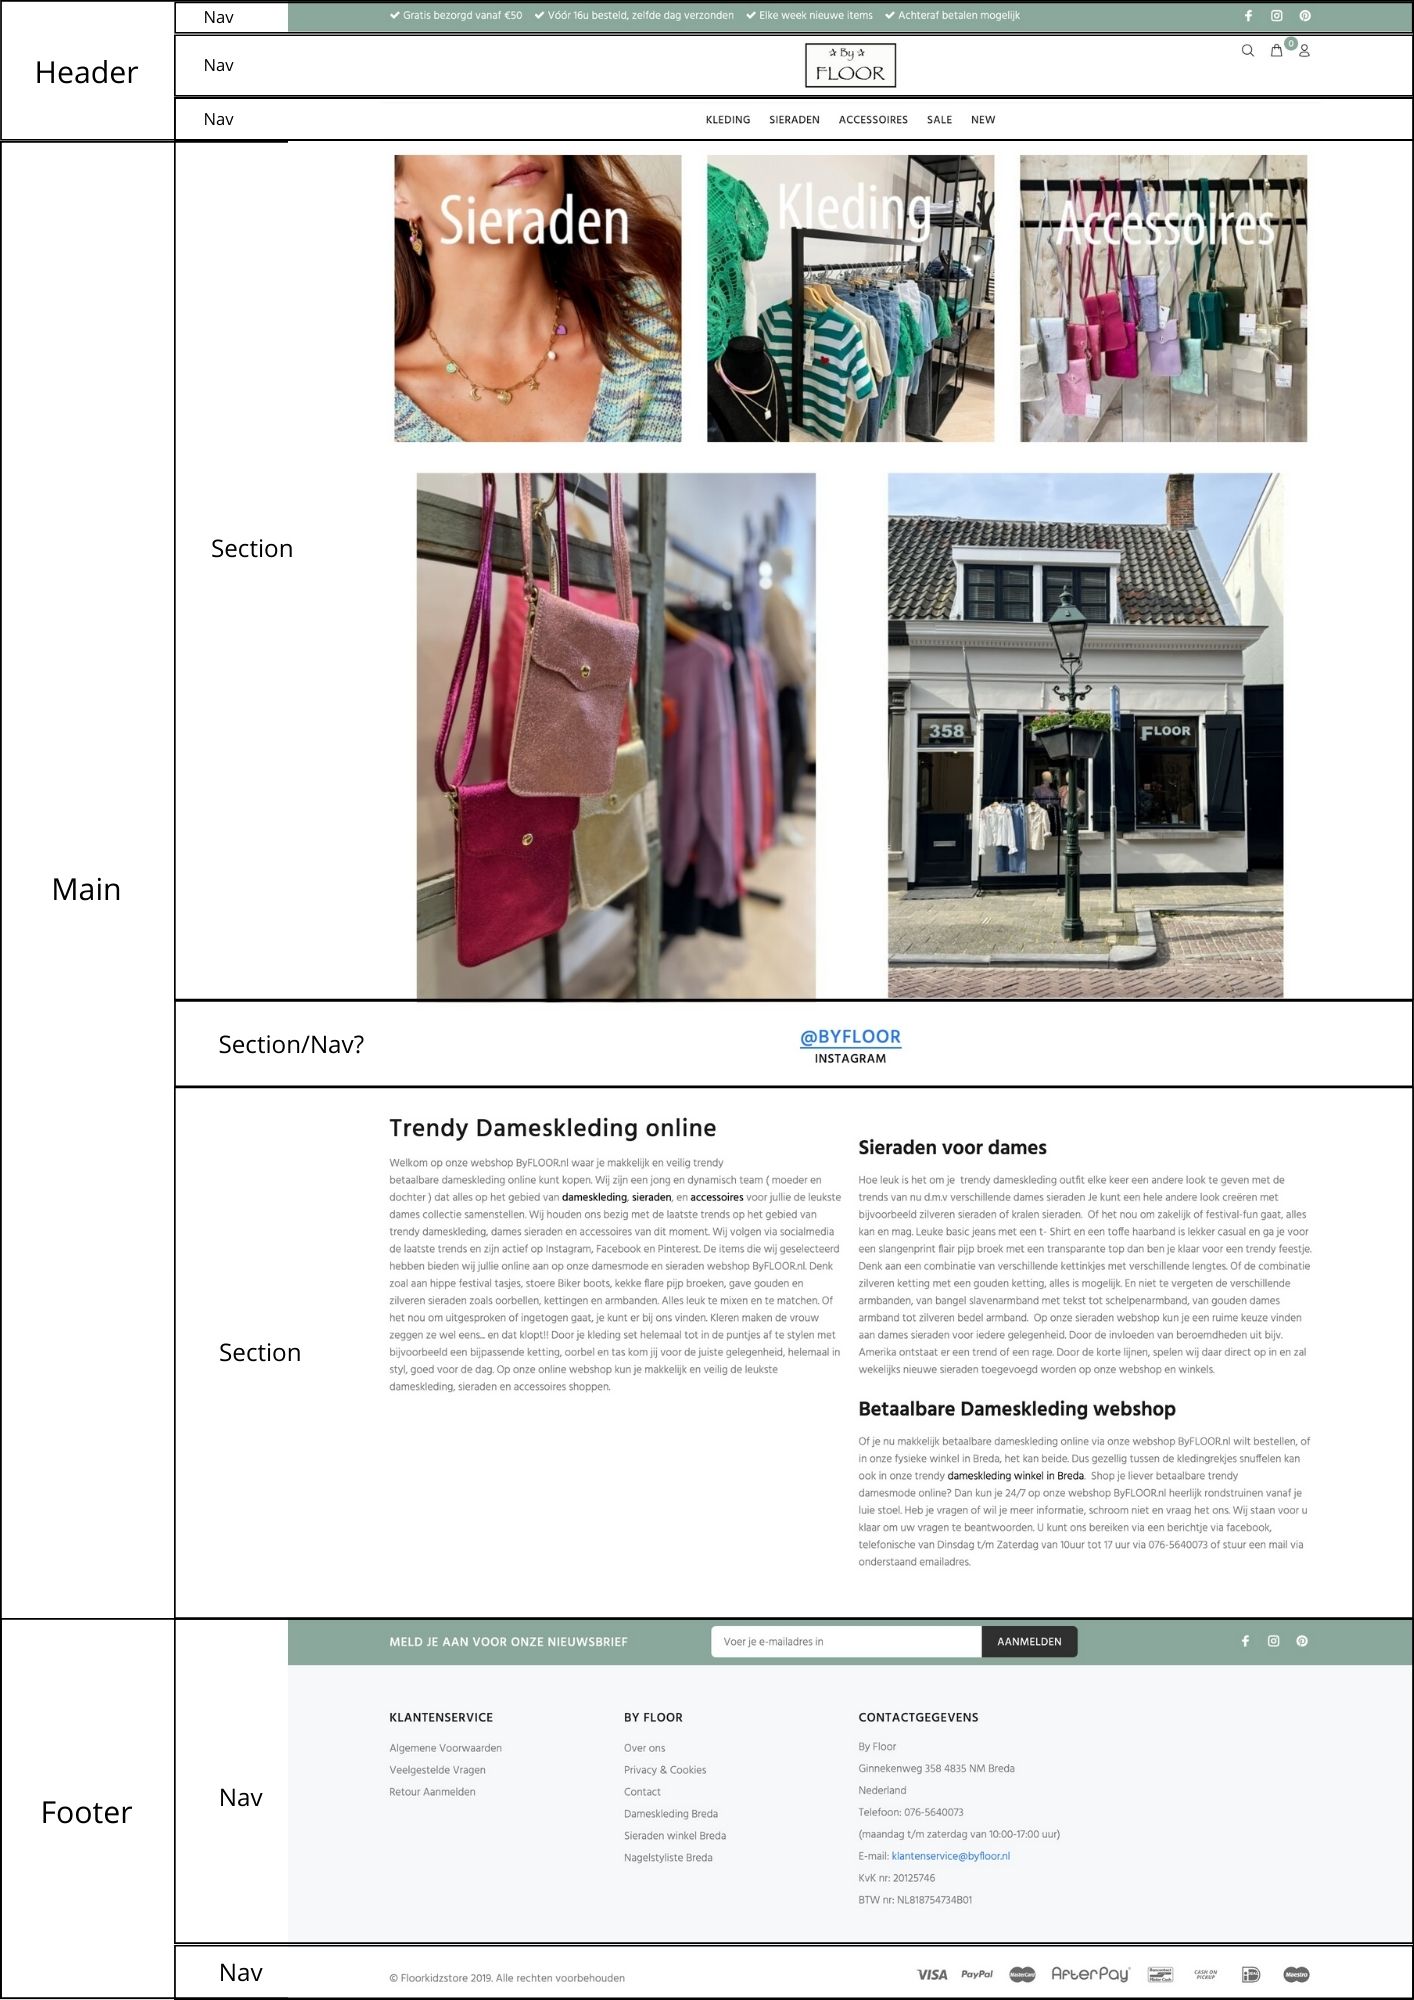 Header
Nav
Gratis bezorgd vanaf €50 Vóór 16u besteld, zelfde dag verzonden Elke week nieuwe items Achteraf betalen mogelijk
Nav
By
FLOOR
0
Nav
KLEDING SIERADEN ACCESSOIRES SALE NEW
Main
Section
Sieraden
Kleding
Accessoires
358
FLOOR
Section/Nav?
@BYFLOOR
INSTAGRAM
Section
Trendy Dameskleding online
Welkom op onze webshop ByFLOOR.nl waar je makkelijk en veilig trendy
betaalbare dameskleding online kunt kopen. Wij zijn een jong en dynamisch team ( moeder en
dochter ) dat alles op het gebied van dameskleding, sieraden, en accessoires voor jullie de leukste
dames collectie samenstellen. Wij houden ons bezig met de laatste trends op het gebied van
trendy dameskleding, dames sieraden en accessoires van dit moment. Wij volgen via socialmedia
de laatste trends en zijn actief op Instagram, Facebook en Pinterest. De items die wij geselecteerd
hebben bieden wij jullie online aan op onze damesmode en sieraden webshop ByFLOOR.nl. Denk
zoal aan hippe festival tasjes, stoere Biker boots, kekke flare pijp broeken, gave gouden en
zilveren sieraden zoals oorbellen, kettingen en armbanden. Alles leuk te mixen en te matchen. Of
het nou om uitgesproken of ingetogen gaat, je kunt er bij ons vinden. Kleren maken de vrouw
zeggen ze wel eens... en dat klopt!! Door je kleding set helemaal tot in de puntjes af te stylen met
bijvoorbeeld een bijpassende ketting, oorbel en tas kom jij voor de juiste gelegenheid, helemaal in
styl, goed voor de dag. Op onze online webshop kun je makkelijk en veilig de leukste
dameskleding, sieraden en accessoires shoppen.
Sieraden voor dames
Hoe leuk is het om je trendy dameskleding outfit elke keer een andere look te geven met de
trends van nu d.m.v verschillende dames sieraden Je kunt een hele andere look creëren met
bijvoorbeeld zilveren sieraden of kralen sieraden. Of het nou om zakelijk of festival-fun gaat, alles
kan en mag. Leuke basic jeans met een t- Shirt en een toffe haarband is lekker casual en ga je voor
een slangenprint flair pijp broek met een transparante top dan ben je klaar voor een trendy feestje.
Denk aan een combinatie van verschillende kettinkjes met verschillende lengtes. Of de combinatie
zilveren ketting met een gouden ketting, alles is mogelijk. En niet te vergeten de verschillende
armbanden, van bangel slavenarmband met tekst tot schelpenarmband, van gouden dames
armband tot zilveren bedel armband. Op onze sieraden webshop kun je een ruime keuze vinden
aan dames sieraden voor iedere gelegenheid. Door de invloeden van beroemdheden uit bijv.
Amerika ontstaat er een trend of een rage. Door de korte lijnen, spelen wij daar direct op in en zal
wekelijks nieuwe sieraden toegevoegd worden op onze webshop en winkels.
Betaalbare Dameskleding webshop
Of je nu makkelijk betaalbare dameskleding online via onze webshop ByFLOOR.nl wilt bestellen, of
in onze fysieke winkel in Breda, het kan beide. Dus gezellig tussen de kledingrekjes snuffelen kan
ook in onze trendy dameskleding winkel in Breda. Shop je liever betaalbare trendy
damesmode online? Dan kun je 24/7 op onze webshop ByFLOOR.nl heerlijk rondstruinen vanaf je
luie stoel. Heb je vragen of wil je meer informatie, schroom niet en vraag het ons. Wij staan voor u
klaar om uw vragen te beantwoorden. U kunt ons bereiken via een berichtje via facebook,
telefonische van Dinsdag t/m Zaterdag van 10uur tot 17 uur via 076-5640073 of stuur een mail via
onderstaand emailadres.
Footer
Nav
MELD JE AAN VOOR ONZE NIEUWSBRIEF
Voer je e-mailadres in
AANMELDEN
KLANTENSERVICE
Algemene Voorwaarden
Veelgestelde Vragen
Retour Aanmelden
BY FLOOR
Over ons
Privacy & Cookies
Contact
Dameskleding Breda
Sieraden winkel Breda
Nagelstyliste Breda
CONTACTGEGEVENS
By Floor
Ginnekenweg 358 4835 NM Breda
Nederland
Telefoon: 076-5640073
(maandag t/m zaterdag van 10:00-17:00 uur)
E-mail: klantenservice@byfloor.nl
KvK nr: 20125746
BTW nr: NL818754734B01
Nav
© Floorkidzstore 2019. Alle rechten voorbehouden
VISA PayPal MasterCard AfterPay Bancontact Mister Cash CASH ON PICKUP iDEAL Maestro